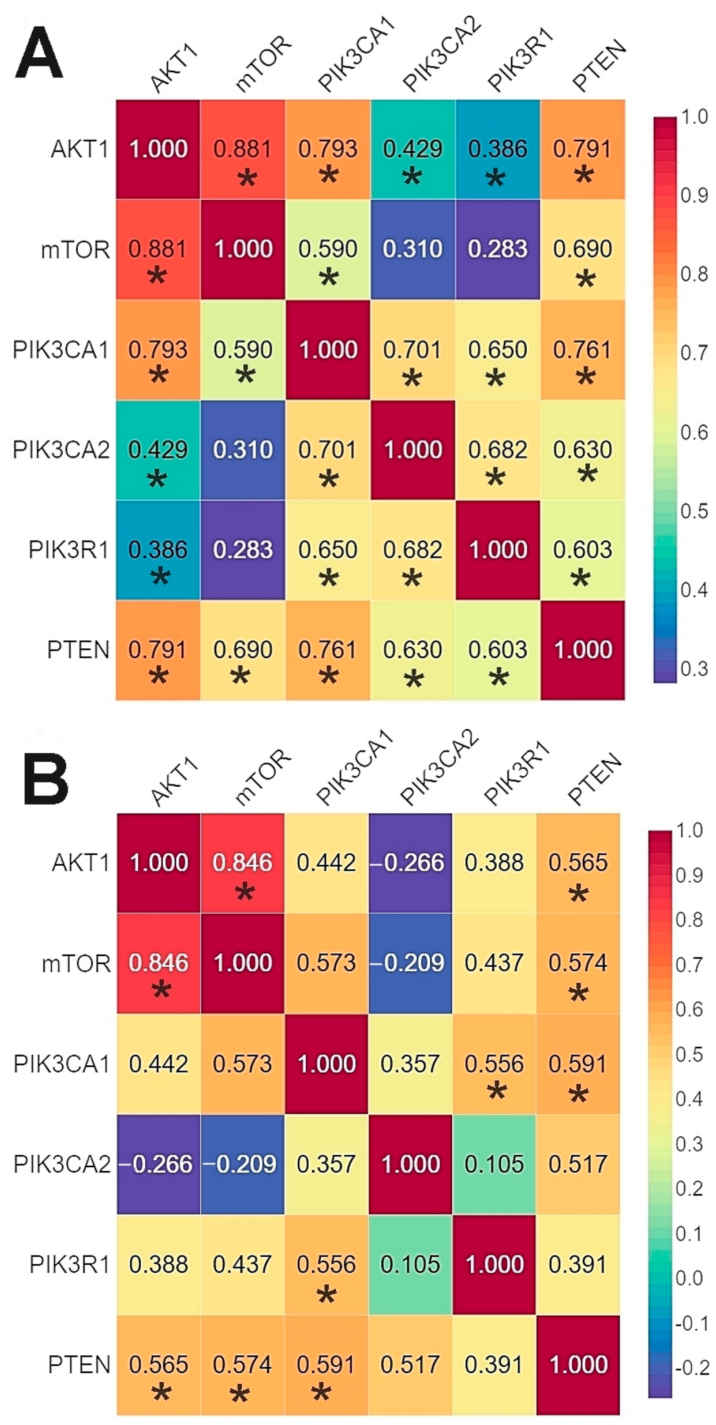 A
AKT1 mTOR PIK3CA1 PIK3CA2 PIK3R1 PTEN
AKT1 1.000 0.881 0.793 0.429 0.386 0.791
* * * * *
mTOR 0.881 1.000 0.590 0.310 0.283 0.690
* * *
PIK3CA1 0.793 0.590 1.000 0.701 0.650 0.761
* * * * *
PIK3CA2 0.429 0.310 0.701 1.000 0.682 0.630
* * * *
PIK3R1 0.386 0.283 0.650 0.682 1.000 0.603
* * * *
PTEN 0.791 0.690 0.761 0.630 0.603 1.000
* * * * *
1.0
0.9
0.8
0.7
0.6
0.5
0.4
0.3
B
AKT1 mTOR PIK3CA1 PIK3CA2 PIK3R1 PTEN
AKT1 1.000 0.846 0.442 −0.266 0.388 0.565
* *
mTOR 0.846 1.000 0.573 −0.209 0.437 0.574
* *
PIK3CA1 0.442 0.573 1.000 0.357 0.556 0.591
* *
PIK3CA2 −0.266 −0.209 0.357 1.000 0.105 0.517
PIK3R1 0.388 0.437 0.556 0.105 1.000 0.391
*
PTEN 0.565 0.574 0.591 0.517 0.391 1.000
* * *
1.0
0.9
0.8
0.7
0.6
0.5
0.4
0.3
0.2
0.1
0.0
-0.1
-0.2